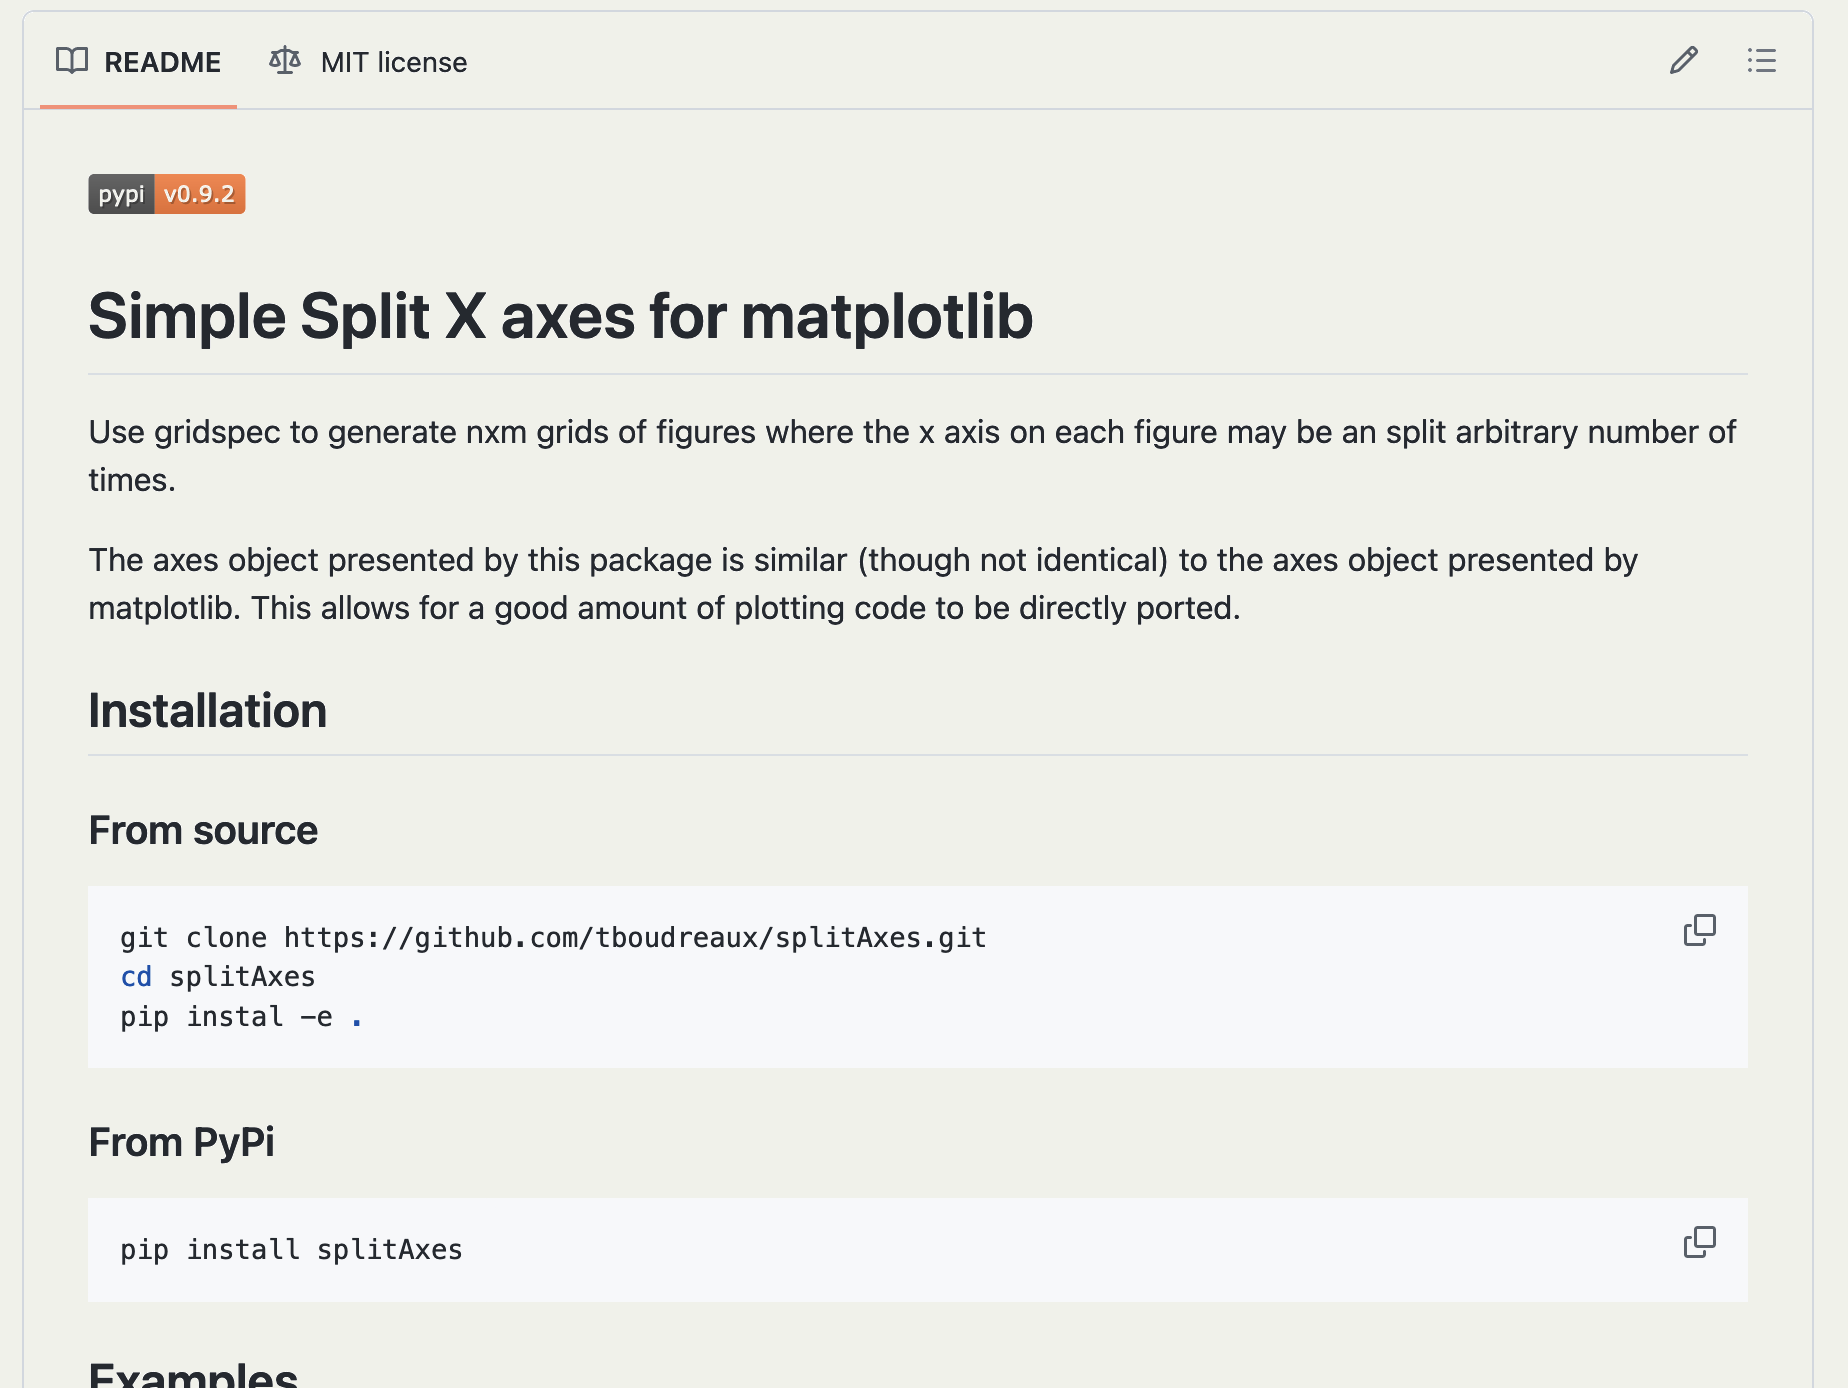 README MIT license
pypi v0.9.2
Simple Split X axes for matplotlib
Use gridspec to generate nxm grids of figures where the x axis on each figure may be an split arbitrary number of
times.
The axes object presented by this package is similar (though not identical) to the axes object presented by
matplotlib. This allows for a good amount of plotting code to be directly ported.
Installation
From source
git clone https://github.com/tboudreaux/splitAxes.git
cd splitAxes
pip instal -e .
From PyPi
pip install splitAxes
Examples